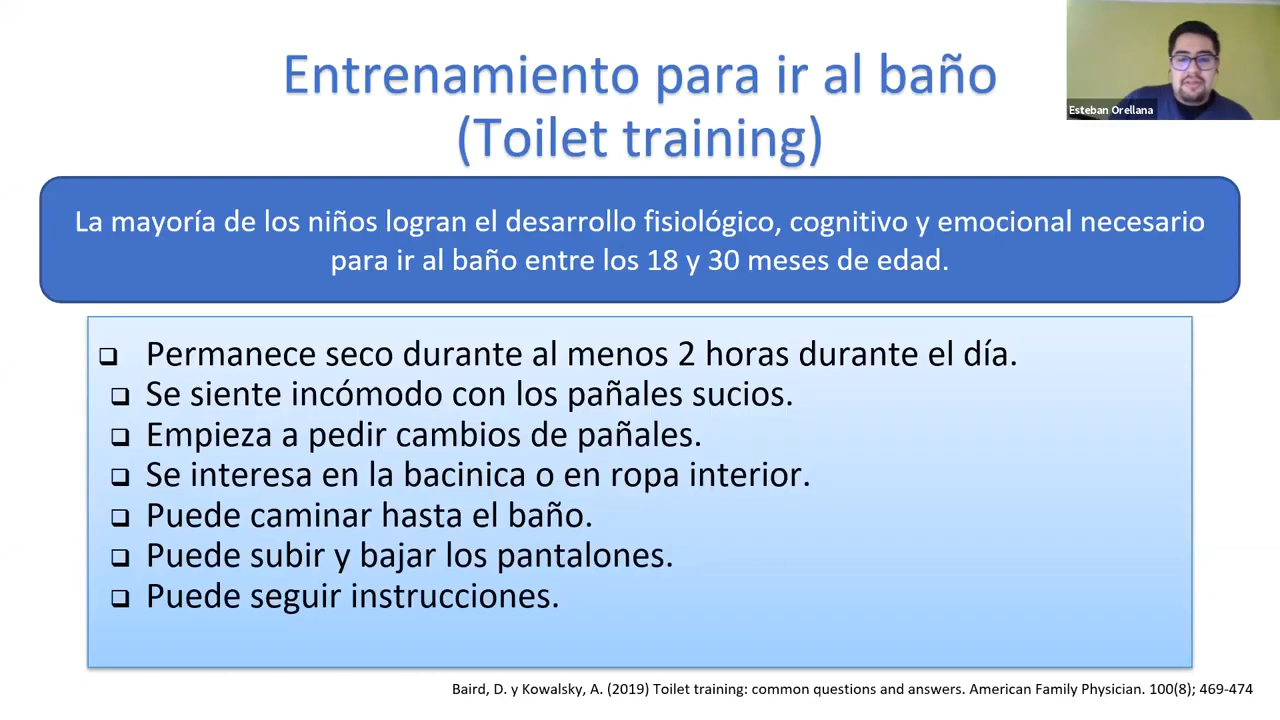 Entrenamiento para ir al baño
(Toilet training)
Esteban Orellana
La mayoría de los niños logran el desarrollo fisiológico, cognitivo y emocional necesario
para ir al baño entre los 18 y 30 meses de edad.
❑ Permanece seco durante al menos 2 horas durante el día.
❑ Se siente incómodo con los pañales sucios.
❑ Empieza a pedir cambios de pañales.
❑ Se interesa en la bacinica o en ropa interior.
❑ Puede caminar hasta el baño.
❑ Puede subir y bajar los pantalones.
❑ Puede seguir instrucciones.
Baird, D. y Kowalsky, A. (2019) Toilet training: common questions and answers. American Family Physician. 100(8); 469-474